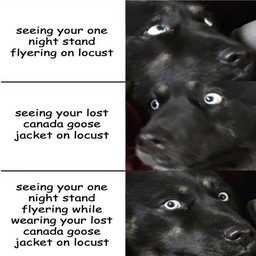 seeing your one
night stand
flyering on locust
seeing your lost
canada goose
jacket on locust
seeing your one
night stand
flyering while
wearing your lost
canada goose
jacket on locust